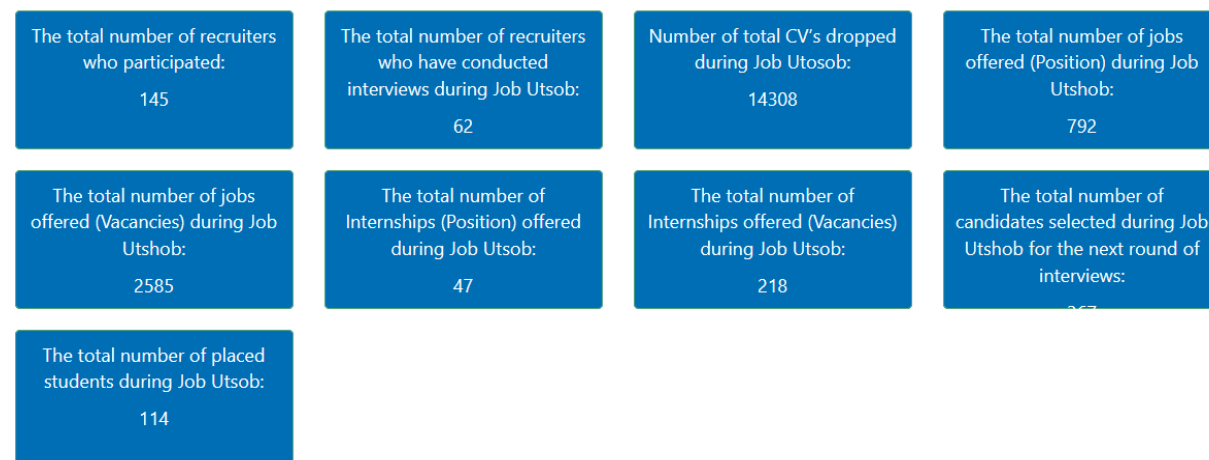 The total number of recruiters
who participated:
145
The total number of recruiters
who have conducted
interviews during Job Utsob:
62
Number of total CV's dropped
during Job Utosob:
14308
The total number of jobs
offered (Position) during Job
Utshob:
792
The total number of jobs
offered (Vacancies) during Job
Utshob:
2585
The total number of
Internships (Position) offered
during Job Utsob:
47
The total number of
Internships offered (Vacancies)
during Job Utsob:
218
The total number of
candidates selected during Job
Utshob for the next round of
interviews:
The total number of placed
students during Job Utsob:
114